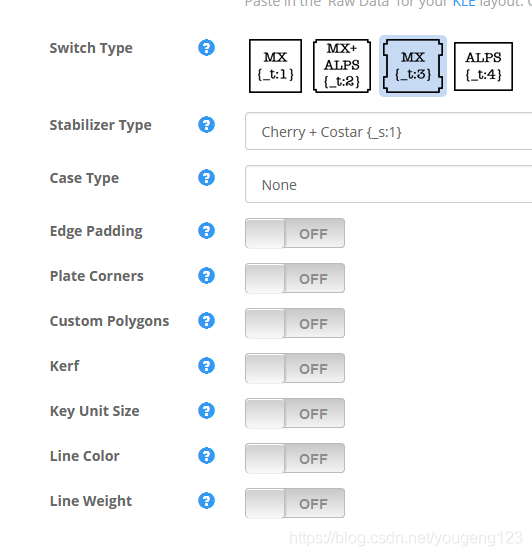 Paste in the 'Raw Data' for your KLE layout.
Switch Type
MX {_t:1}
MX+ ALPS {_t:2}
MX {_t:3}
ALPS {_t:4}
Stabilizer Type
Cherry + Costar {_s:1}
Case Type
None
Edge Padding
OFF
Plate Corners
OFF
Custom Polygons
OFF
Kerf
OFF
Key Unit Size
OFF
Line Color
OFF
Line Weight
OFF
https://blog.csdn.net/yougeng123